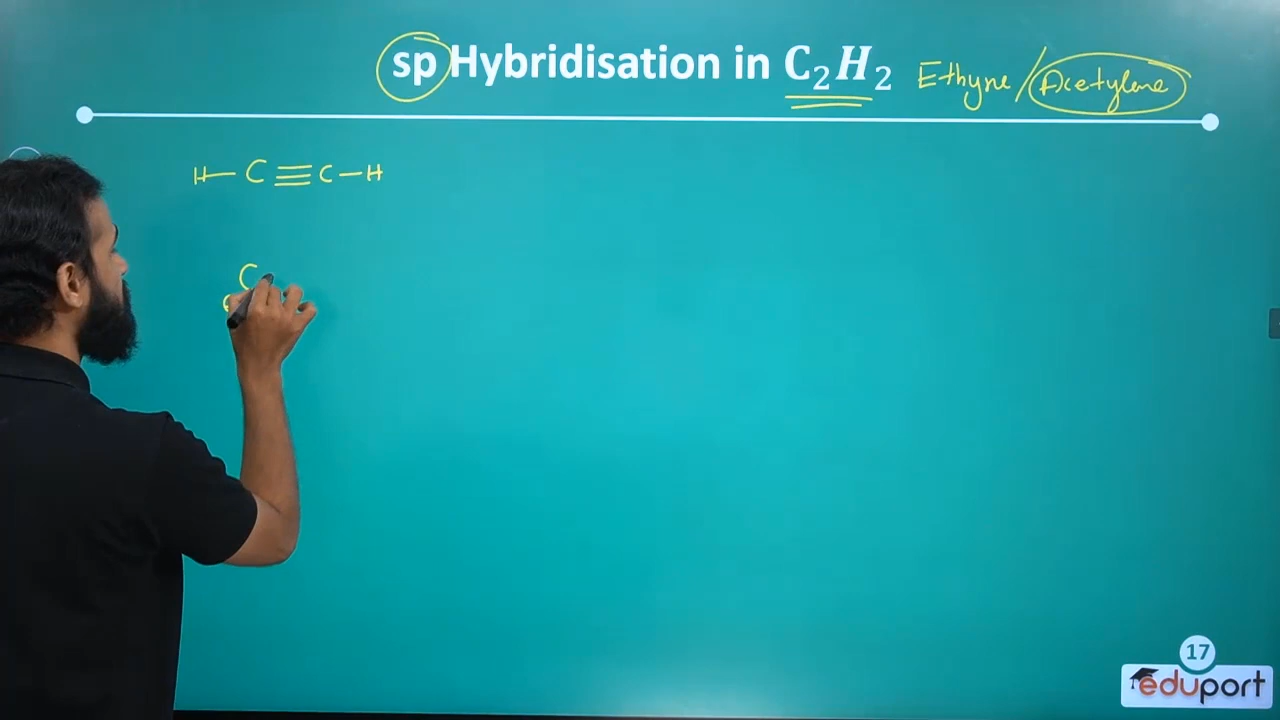 sp Hybridisation in C₂H₂ Ethyne/Acetylene
H—C≡C—H
C
17
eduport